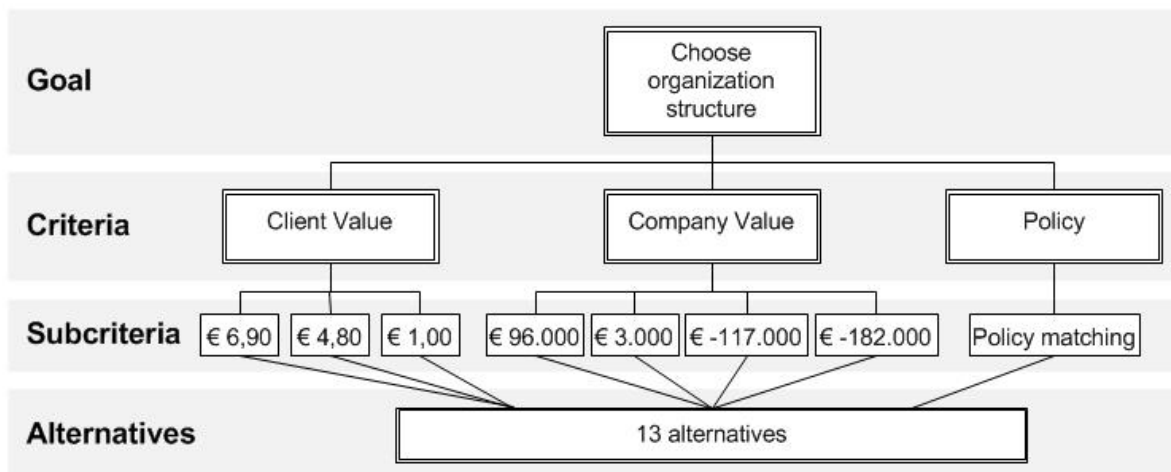 Goal
Choose
organization
structure
Criteria
Client Value
Company Value
Policy
Subcriteria
€ 6,90
€ 4,80
€ 1,00
€ 96.000
€ 3.000
€ -117.000
€ -182.000
Policy matching
Alternatives
13 alternatives